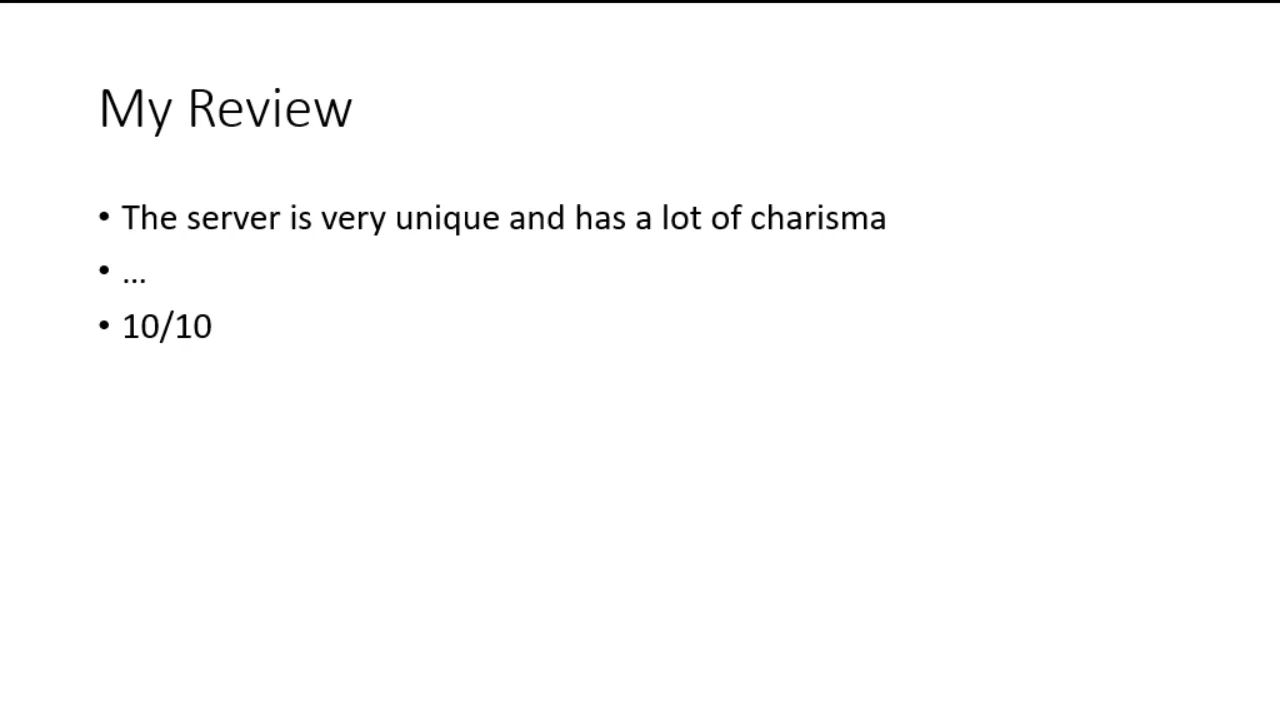 My Review
• The server is very unique and has a lot of charisma
• ...
• 10/10